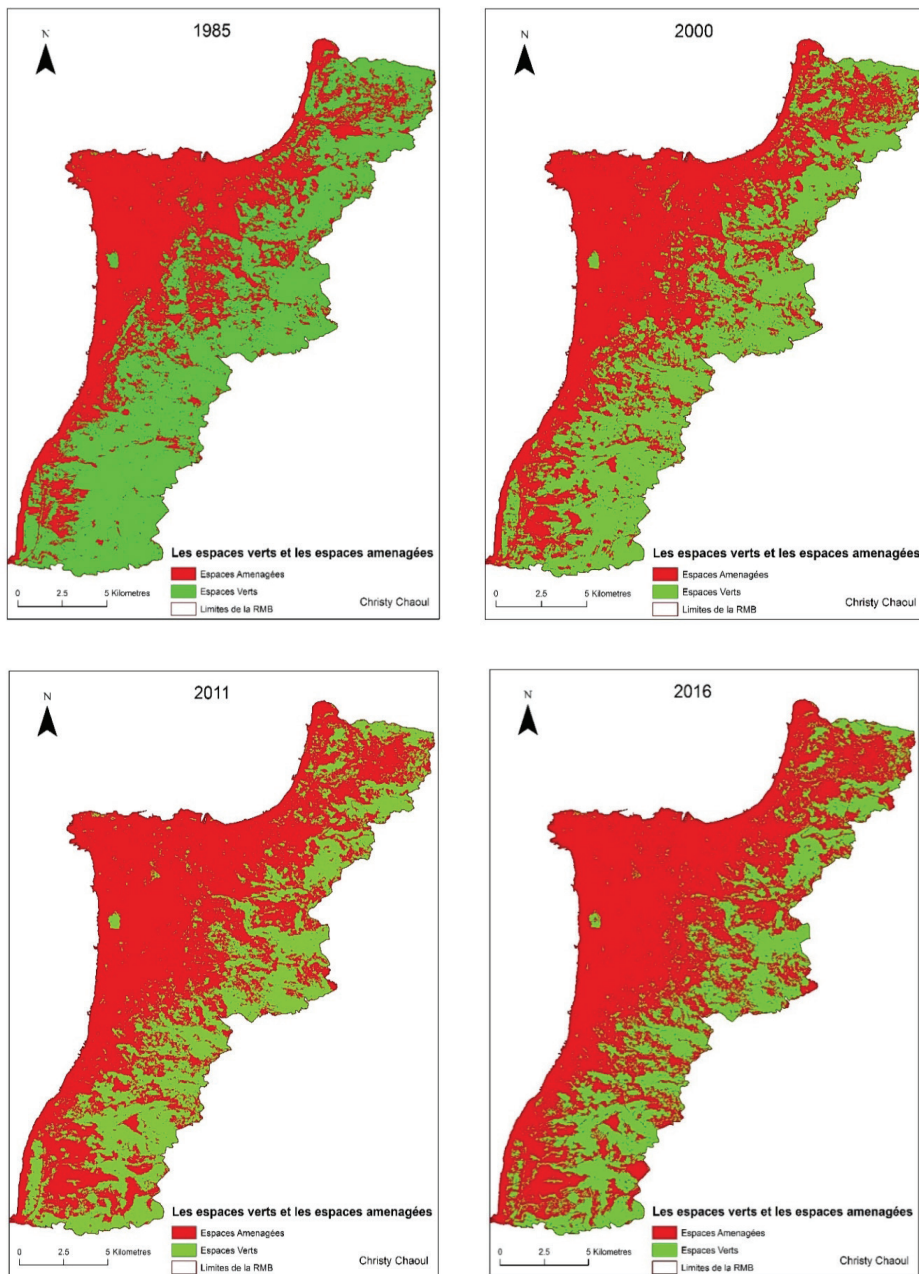 1985
N
Les espaces verts et les espaces amenagées
Espaces Amenagées
Espaces Verts
Limites de la RMB
0 2.5 5 Kilometres
Christy Chaoul
2000
N
Les espaces verts et les espaces amenagées
Espaces Amenagées
Espaces Verts
Limites de la RMB
0 2.5 5 Kilometres
Christy Chaoul
2011
N
Les espaces verts et les espaces amenagées
Espaces Amenagées
Espaces Verts
Limites de la RMB
0 2.5 5 Kilometres
Christy Chaoul
2016
N
Les espaces verts et les espaces amenagées
Espaces Amenagées
Espaces Verts
Limites de la RMB
0 2.5 5 Kilometres
Christy Chaoul